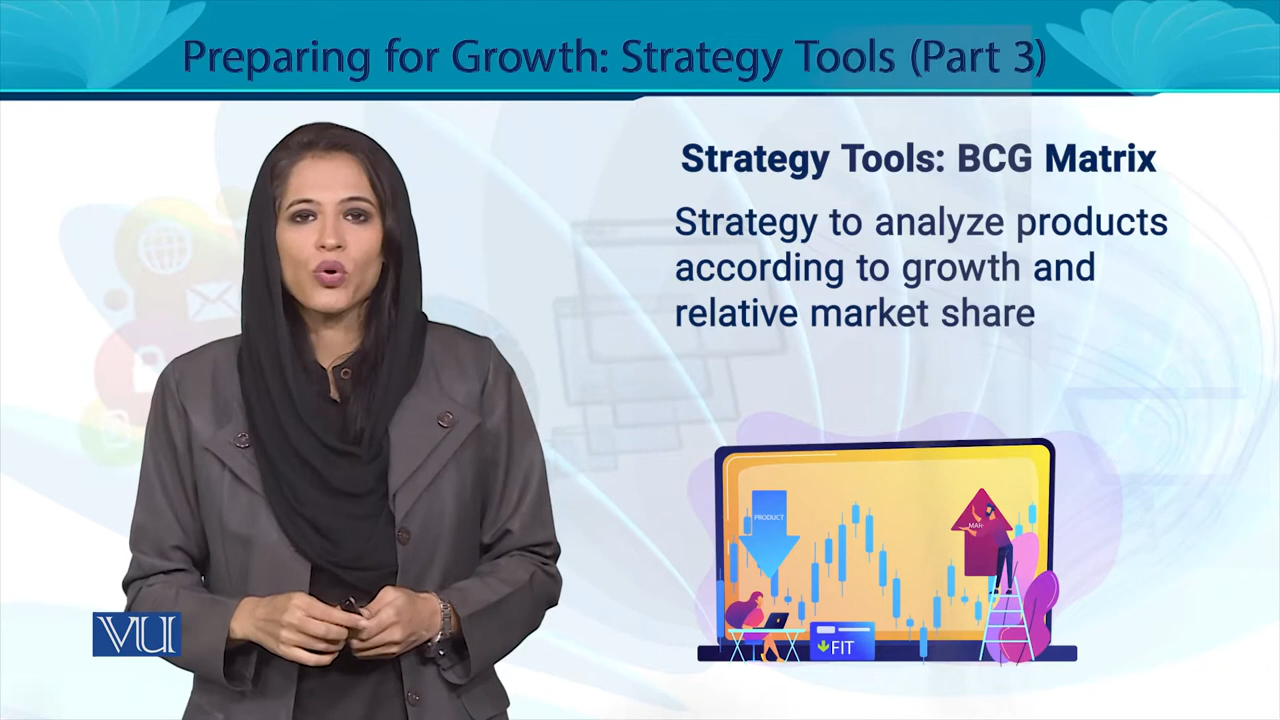 Preparing for Growth: Strategy Tools (Part 3)
Strategy Tools: BCG Matrix
Strategy to analyze products
according to growth and
relative market share
PRODUCT
FIT
VU